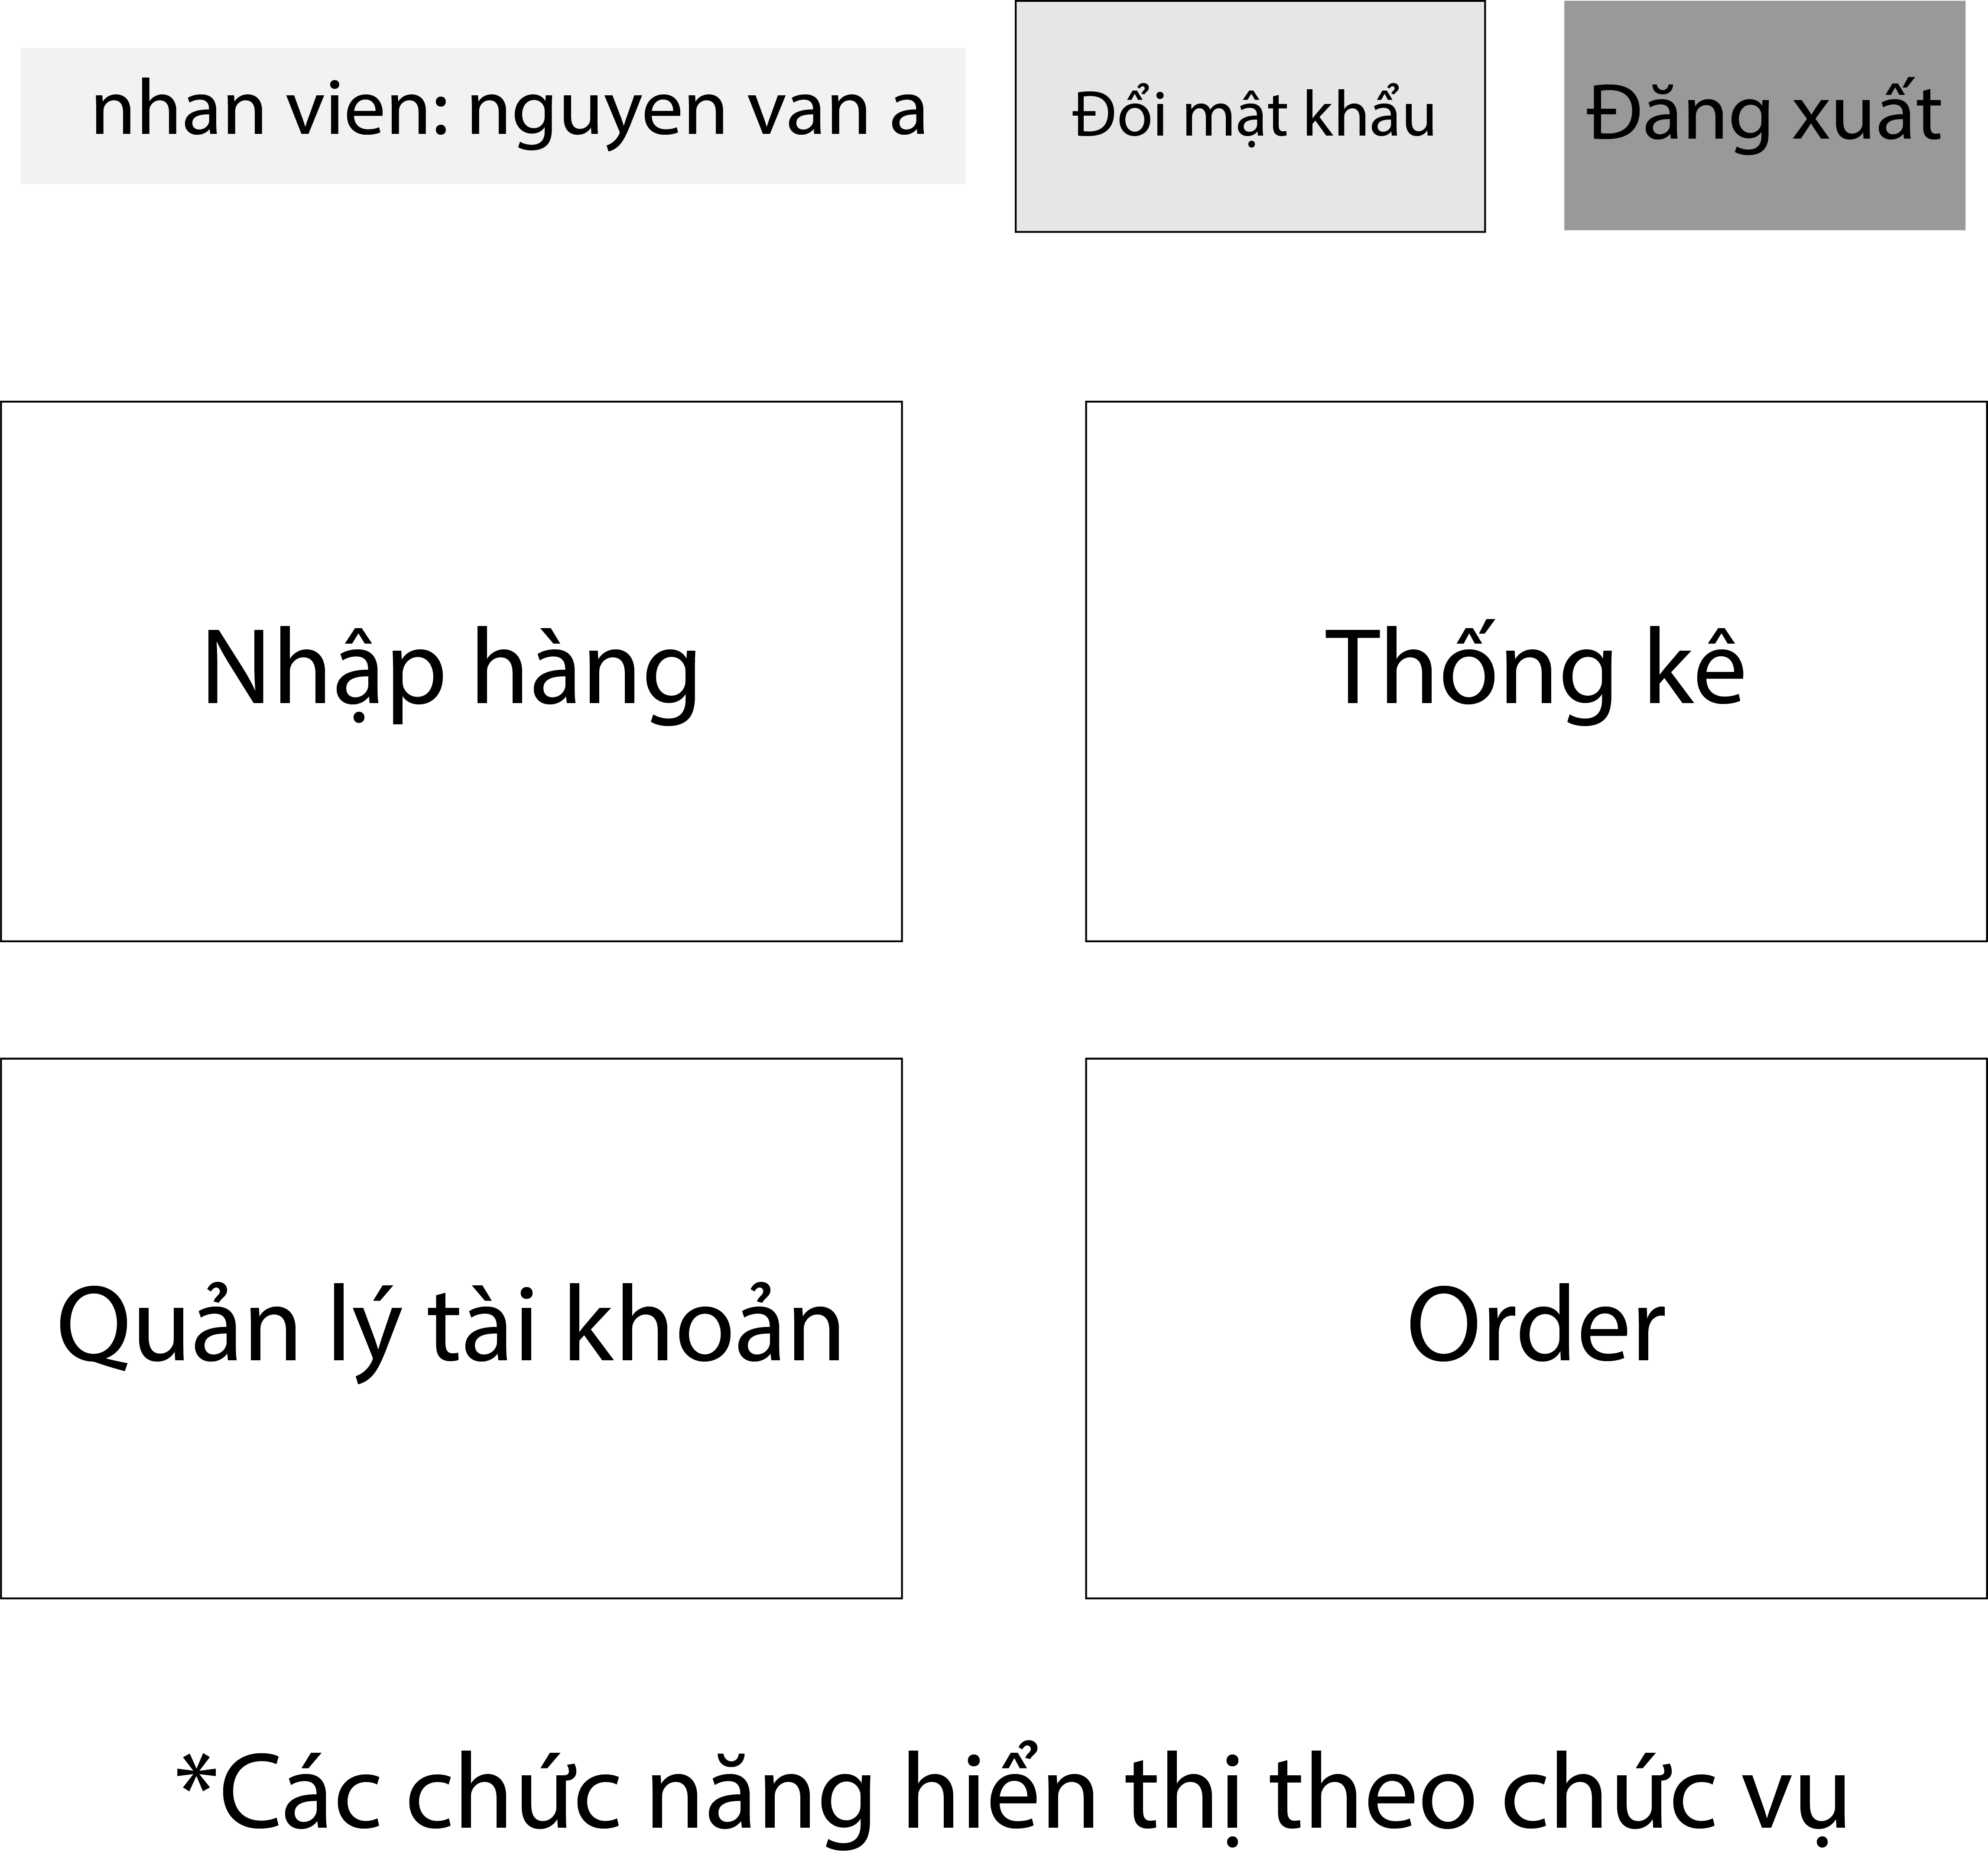 nhan vien: nguyen van a
Đổi mật khẩu
Đăng xuất
Nhập hàng
Thống kê
Quản lý tài khoản
Order
*Các chức năng hiển thị theo chức vụ